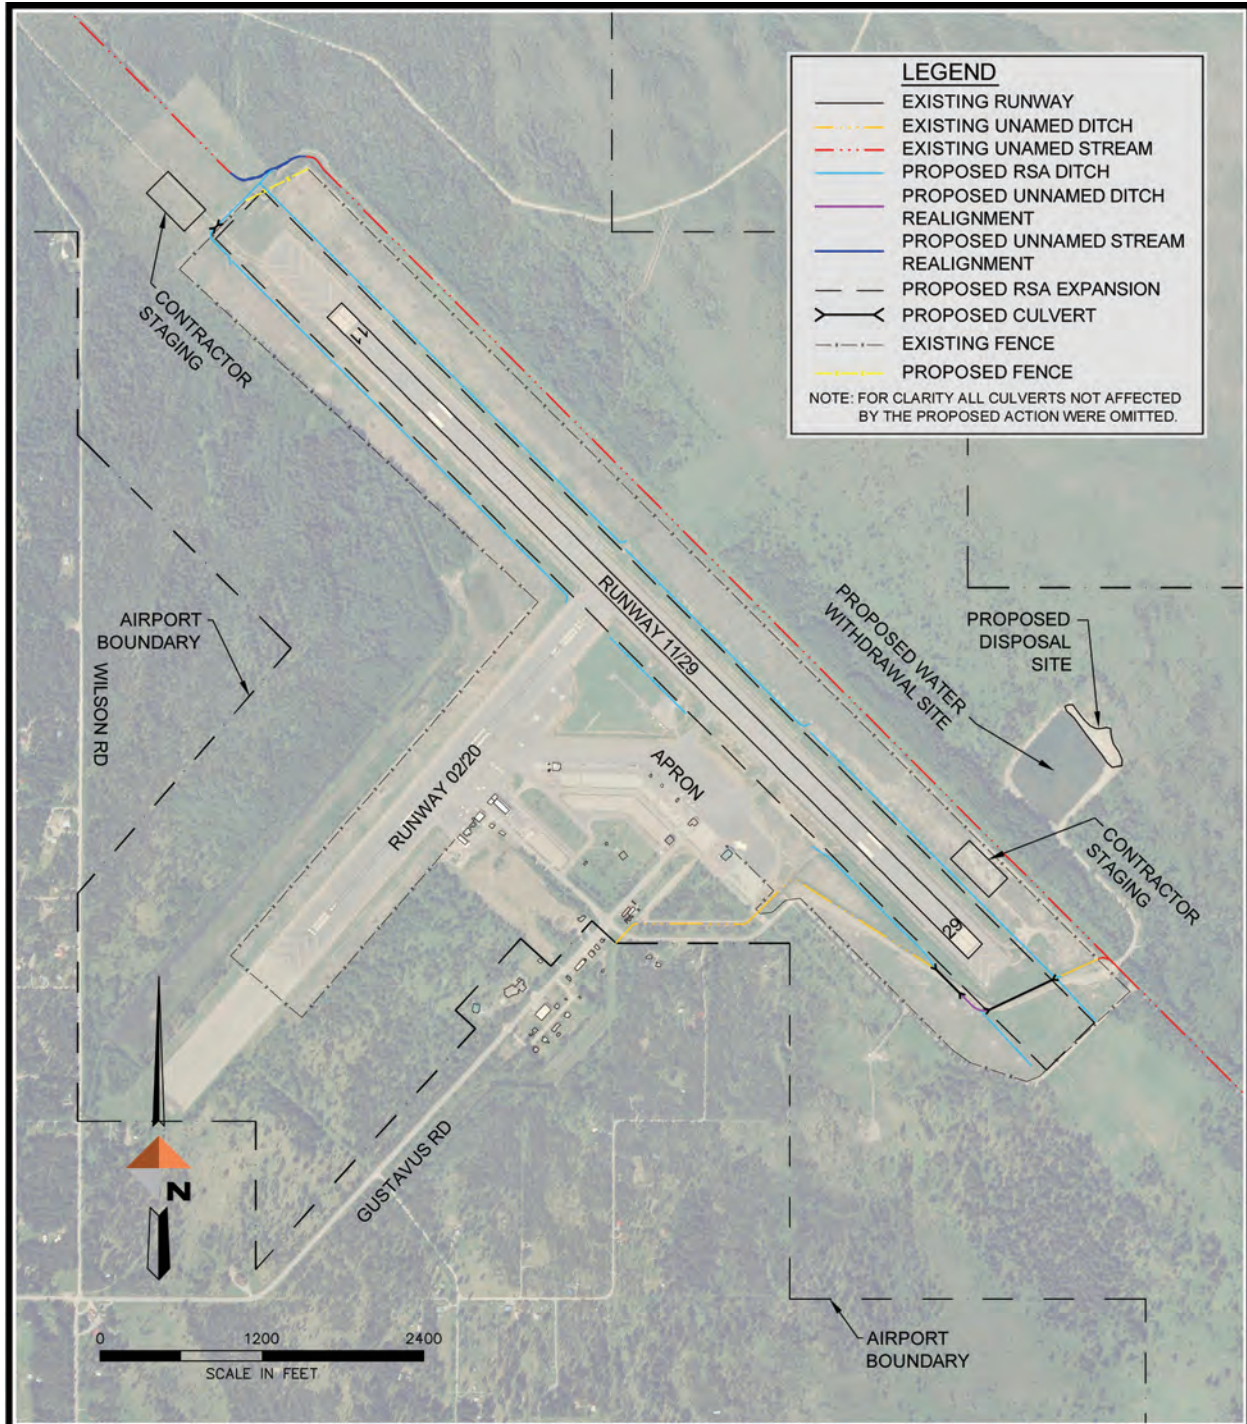 LEGEND
EXISTING RUNWAY
EXISTING UNAMED DITCH
EXISTING UNAMED STREAM
PROPOSED RSA DITCH
PROPOSED UNNAMED DITCH
REALIGNMENT
PROPOSED UNNAMED STREAM
REALIGNMENT
PROPOSED RSA EXPANSION
PROPOSED CULVERT
EXISTING FENCE
PROPOSED FENCE
NOTE: FOR CLARITY ALL CULVERTS NOT AFFECTED
BY THE PROPOSED ACTION WERE OMITTED.
CONTRACTOR
STAGING
11
RUNWAY 11/29
AIRPORT
BOUNDARY
WILSON RD
PROPOSED WATER
WITHDRAWAL SITE
PROPOSED
DISPOSAL
SITE
RUNWAY 02/20
APRON
CONTRACTOR
STAGING
29
GUSTAVUS RD
N
0 1200 2400
SCALE IN FEET
AIRPORT
BOUNDARY